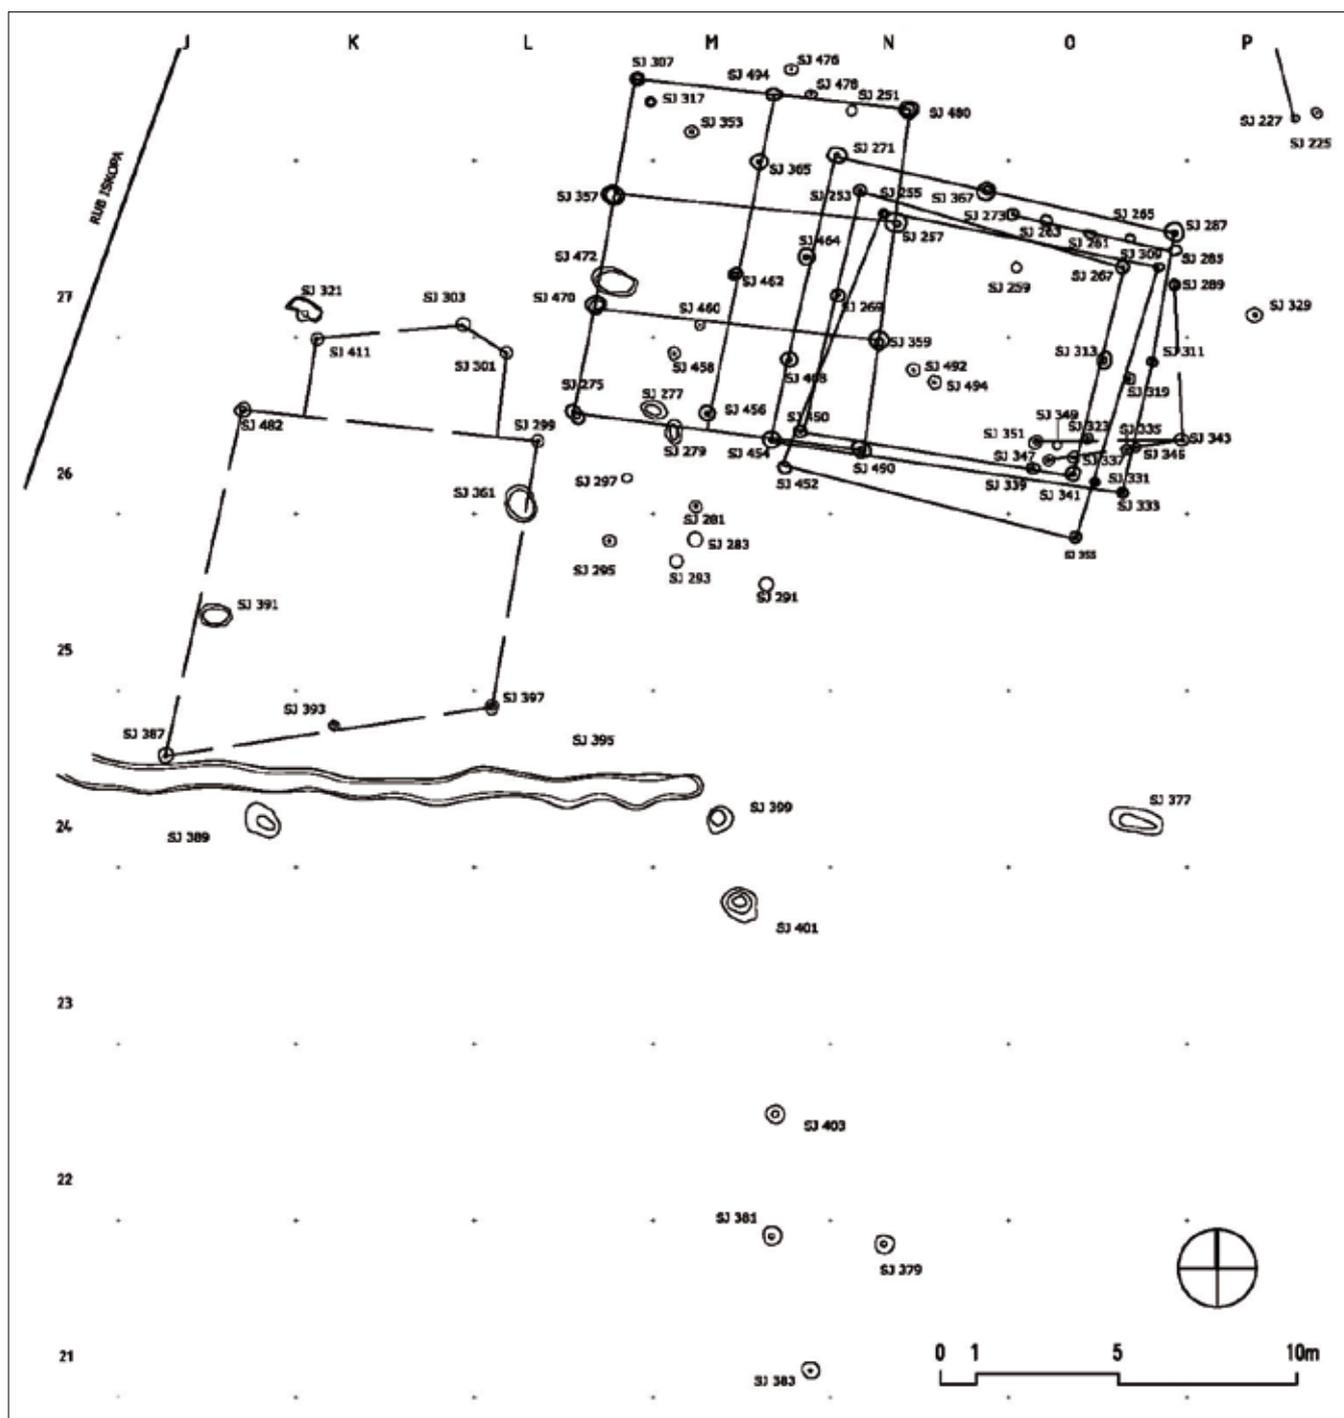 J K L M N O P
SJ 307
SJ 494
SJ 476
SJ 478
SJ 251
SJ 480
SJ 317
SJ 353
SJ 227
SJ 225
RUB ISKOPA
SJ 365
SJ 271
SJ 357
SJ 253
SJ 255
SJ 367
SJ 273
SJ 263
SJ 265
SJ 261
SJ 287
SJ 257
SJ 464
SJ 309
SJ 285
SJ 267
SJ 472
SJ 462
SJ 259
SJ 289
27
SJ 321
SJ 303
SJ 470
SJ 460
SJ 269
SJ 329
SJ 411
SJ 301
SJ 458
SJ 359
SJ 313
SJ 311
SJ 492
SJ 494
SJ 319
SJ 275
SJ 277
SJ 456
SJ 450
SJ 482
SJ 299
SJ 279
SJ 454
SJ 490
SJ 351
SJ 349
SJ 323
SJ 335
SJ 343
SJ 345
26
SJ 347
SJ 337
SJ 361
SJ 297
SJ 452
SJ 339
SJ 341
SJ 331
SJ 333
SJ 281
SJ 283
SJ 295
SJ 293
SJ 291
SJ 391
25
SJ 397
SJ 393
SJ 387
SJ 395
SJ 399
SJ 377
24
SJ 389
SJ 401
23
SJ 403
22
SJ 381
SJ 379
21
SJ 383
0 1 5 10m